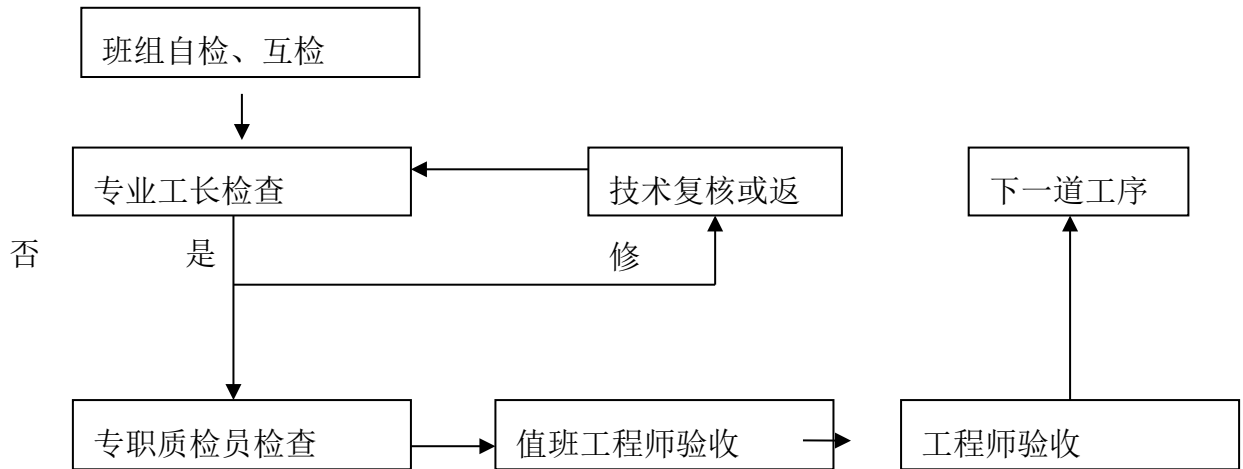 班组自检、互检
专业工长检查
技术复核或返
下一道工序
否
是
修
专职质检员检查
值班工程师验收
工程师验收